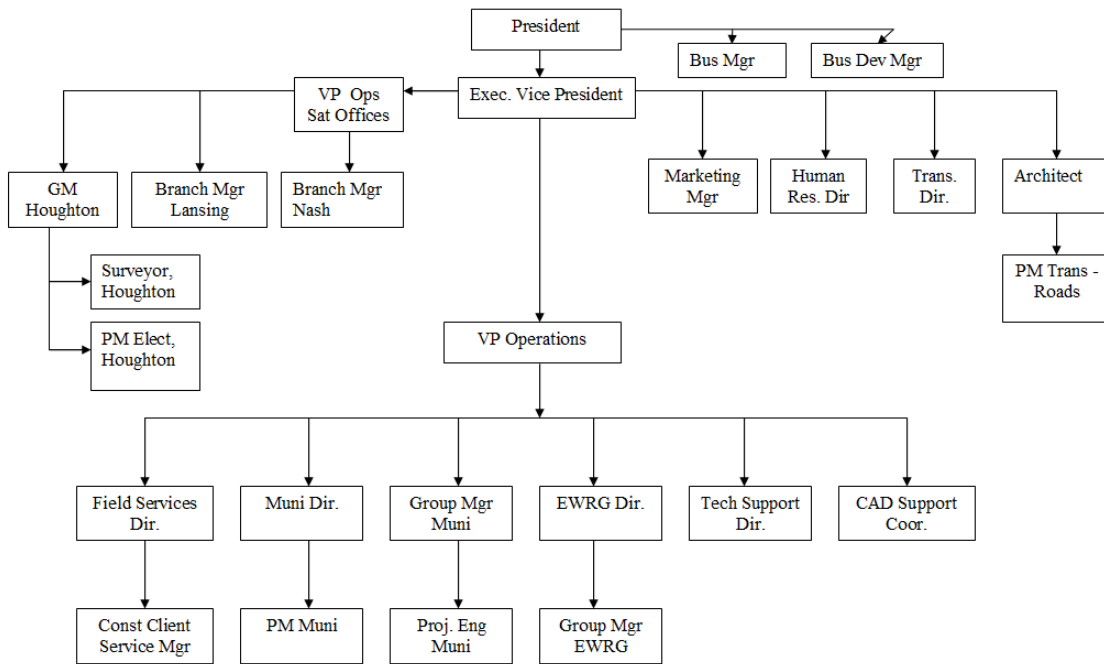 President
Bus Mgr
Bus Dev Mgr
VP Ops
Sat Offices
Exec. Vice President
GM
Houghton
Branch Mgr
Lansing
Branch Mgr
Nash
Marketing
Mgr
Human
Res. Dir
Trans.
Dir.
Architect
Surveyor,
Houghton
PM Trans -
Roads
PM Elect,
Houghton
VP Operations
Field Services
Dir.
Muni Dir.
Group Mgr
Muni
EWRG Dir.
Tech Support
Dir.
CAD Support
Coor.
Const Client
Service Mgr
PM Muni
Proj. Eng
Muni
Group Mgr
EWRG